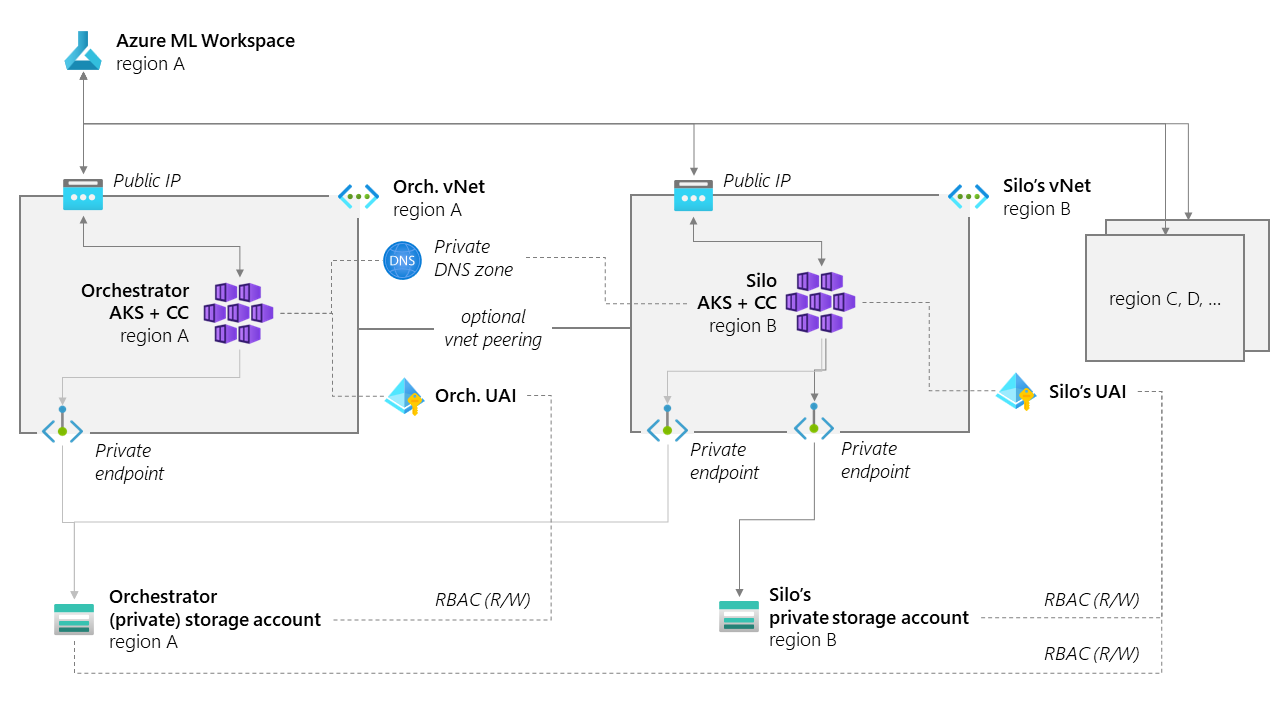 Azure ML Workspace
region A
Public IP
Orch. vNet
region A
Public IP
Silo's vNet
region B
Private
DNS zone
DNS
Orchestrator
AKS + CC
region A
optional
vnet peering
Silo
AKS + CC
region B
region C, D, ...
Orch. UAI
Silo's UAI
Private
endpoint
Private
endpoint
Private
endpoint
Orchestrator
(private) storage account
region A
RBAC (R/W)
Silo's
private storage account
region B
RBAC (R/W)
RBAC (R/W)